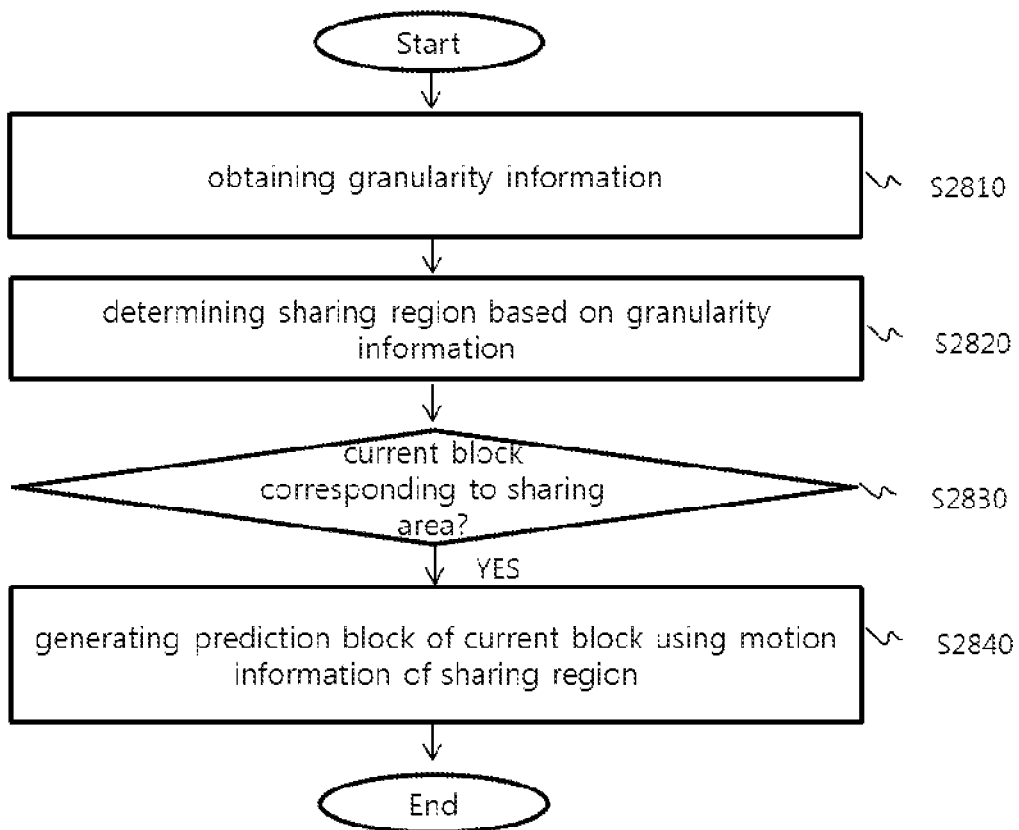 Start
obtaining granularity information
S2810
determining sharing region based on granularity
information
S2820
current block
corresponding to sharing
area?
S2830
YES
generating prediction block of current block using motion
information of sharing region
S2840
End